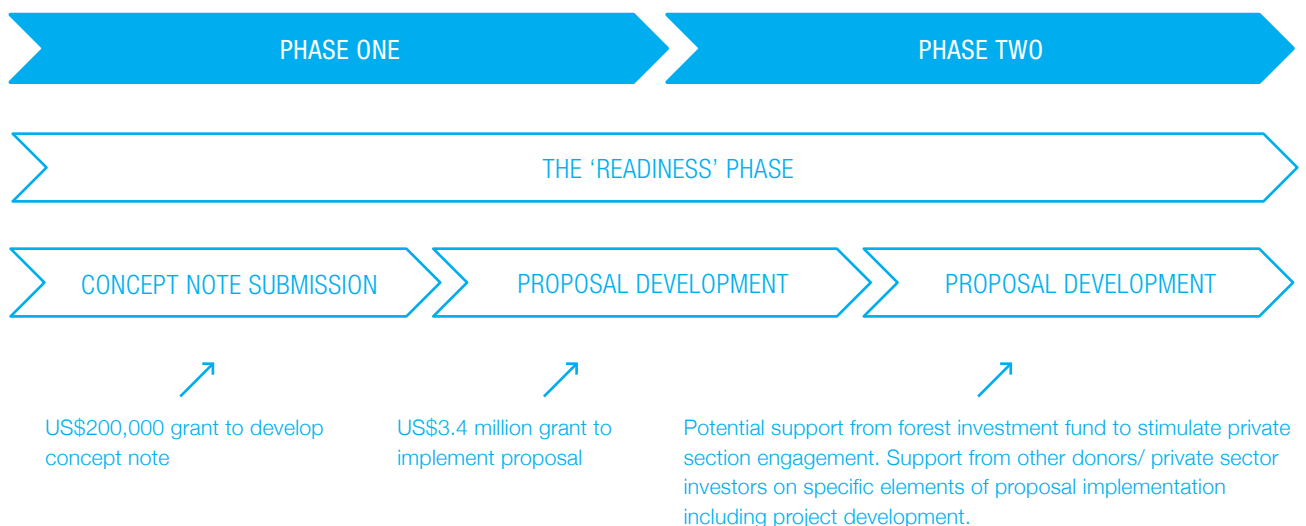 PHASE ONE
PHASE TWO
THE ‘READINESS’ PHASE
CONCEPT NOTE SUBMISSION
PROPOSAL DEVELOPMENT
PROPOSAL DEVELOPMENT
US$200,000 grant to develop
concept note
US$3.4 million grant to
implement proposal
Potential support from forest investment fund to stimulate private
section engagement. Support from other donors/ private sector
investors on specific elements of proposal implementation
including project development.